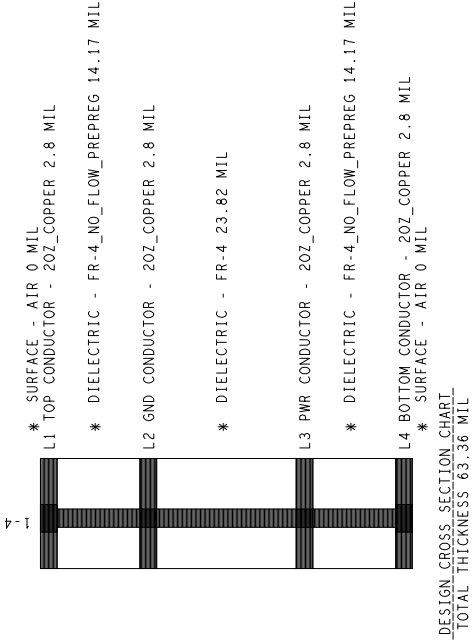 * SURFACE - AIR 0 MIL
L1 TOP CONDUCTOR - 2OZ_COPPER 2.8 MIL
* DIELECTRIC - FR-4_NO_FLOW_PREPREG 14.17 MIL
L2 GND CONDUCTOR - 2OZ_COPPER 2.8 MIL
* DIELECTRIC - FR-4 23.82 MIL
L3 PWR CONDUCTOR - 2OZ_COPPER 2.8 MIL
* DIELECTRIC - FR-4_NO_FLOW_PREPREG 14.17 MIL
L4 BOTTOM CONDUCTOR - 2OZ_COPPER 2.8 MIL
* SURFACE - AIR 0 MIL
1-4
DESIGN CROSS SECTION CHART
TOTAL THICKNESS 63.36 MIL